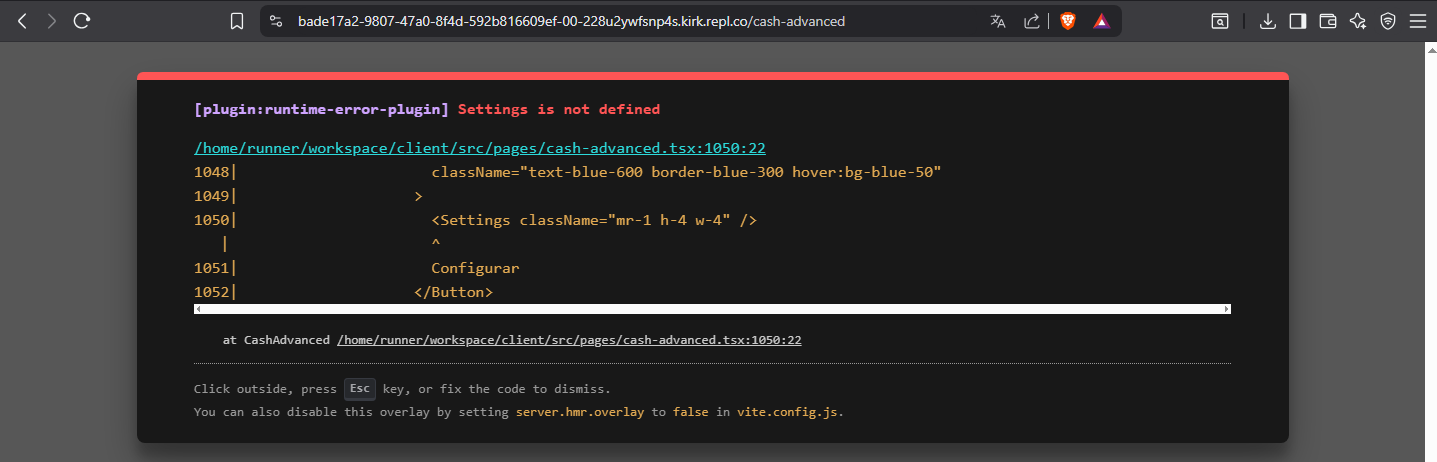 bade17a2-9807-47a0-8f4d-592b816609ef-00-228u2ywfsnp4s.kirk.repl.co/cash-advanced
[plugin:runtime-error-plugin] Settings is not defined
/home/runner/workspace/client/src/pages/cash-advanced.tsx:1050:22
1048|                      className="text-blue-600 border-blue-300 hover:bg-blue-50"
1049|                    >
1050|                      <Settings className="mr-1 h-4 w-4" />
   |                      ^
1051|                      Configurar
1052|                    </Button>
at CashAdvanced /home/runner/workspace/client/src/pages/cash-advanced.tsx:1050:22
Click outside, press Esc key, or fix the code to dismiss.
You can also disable this overlay by setting server.hmr.overlay to false in vite.config.js.